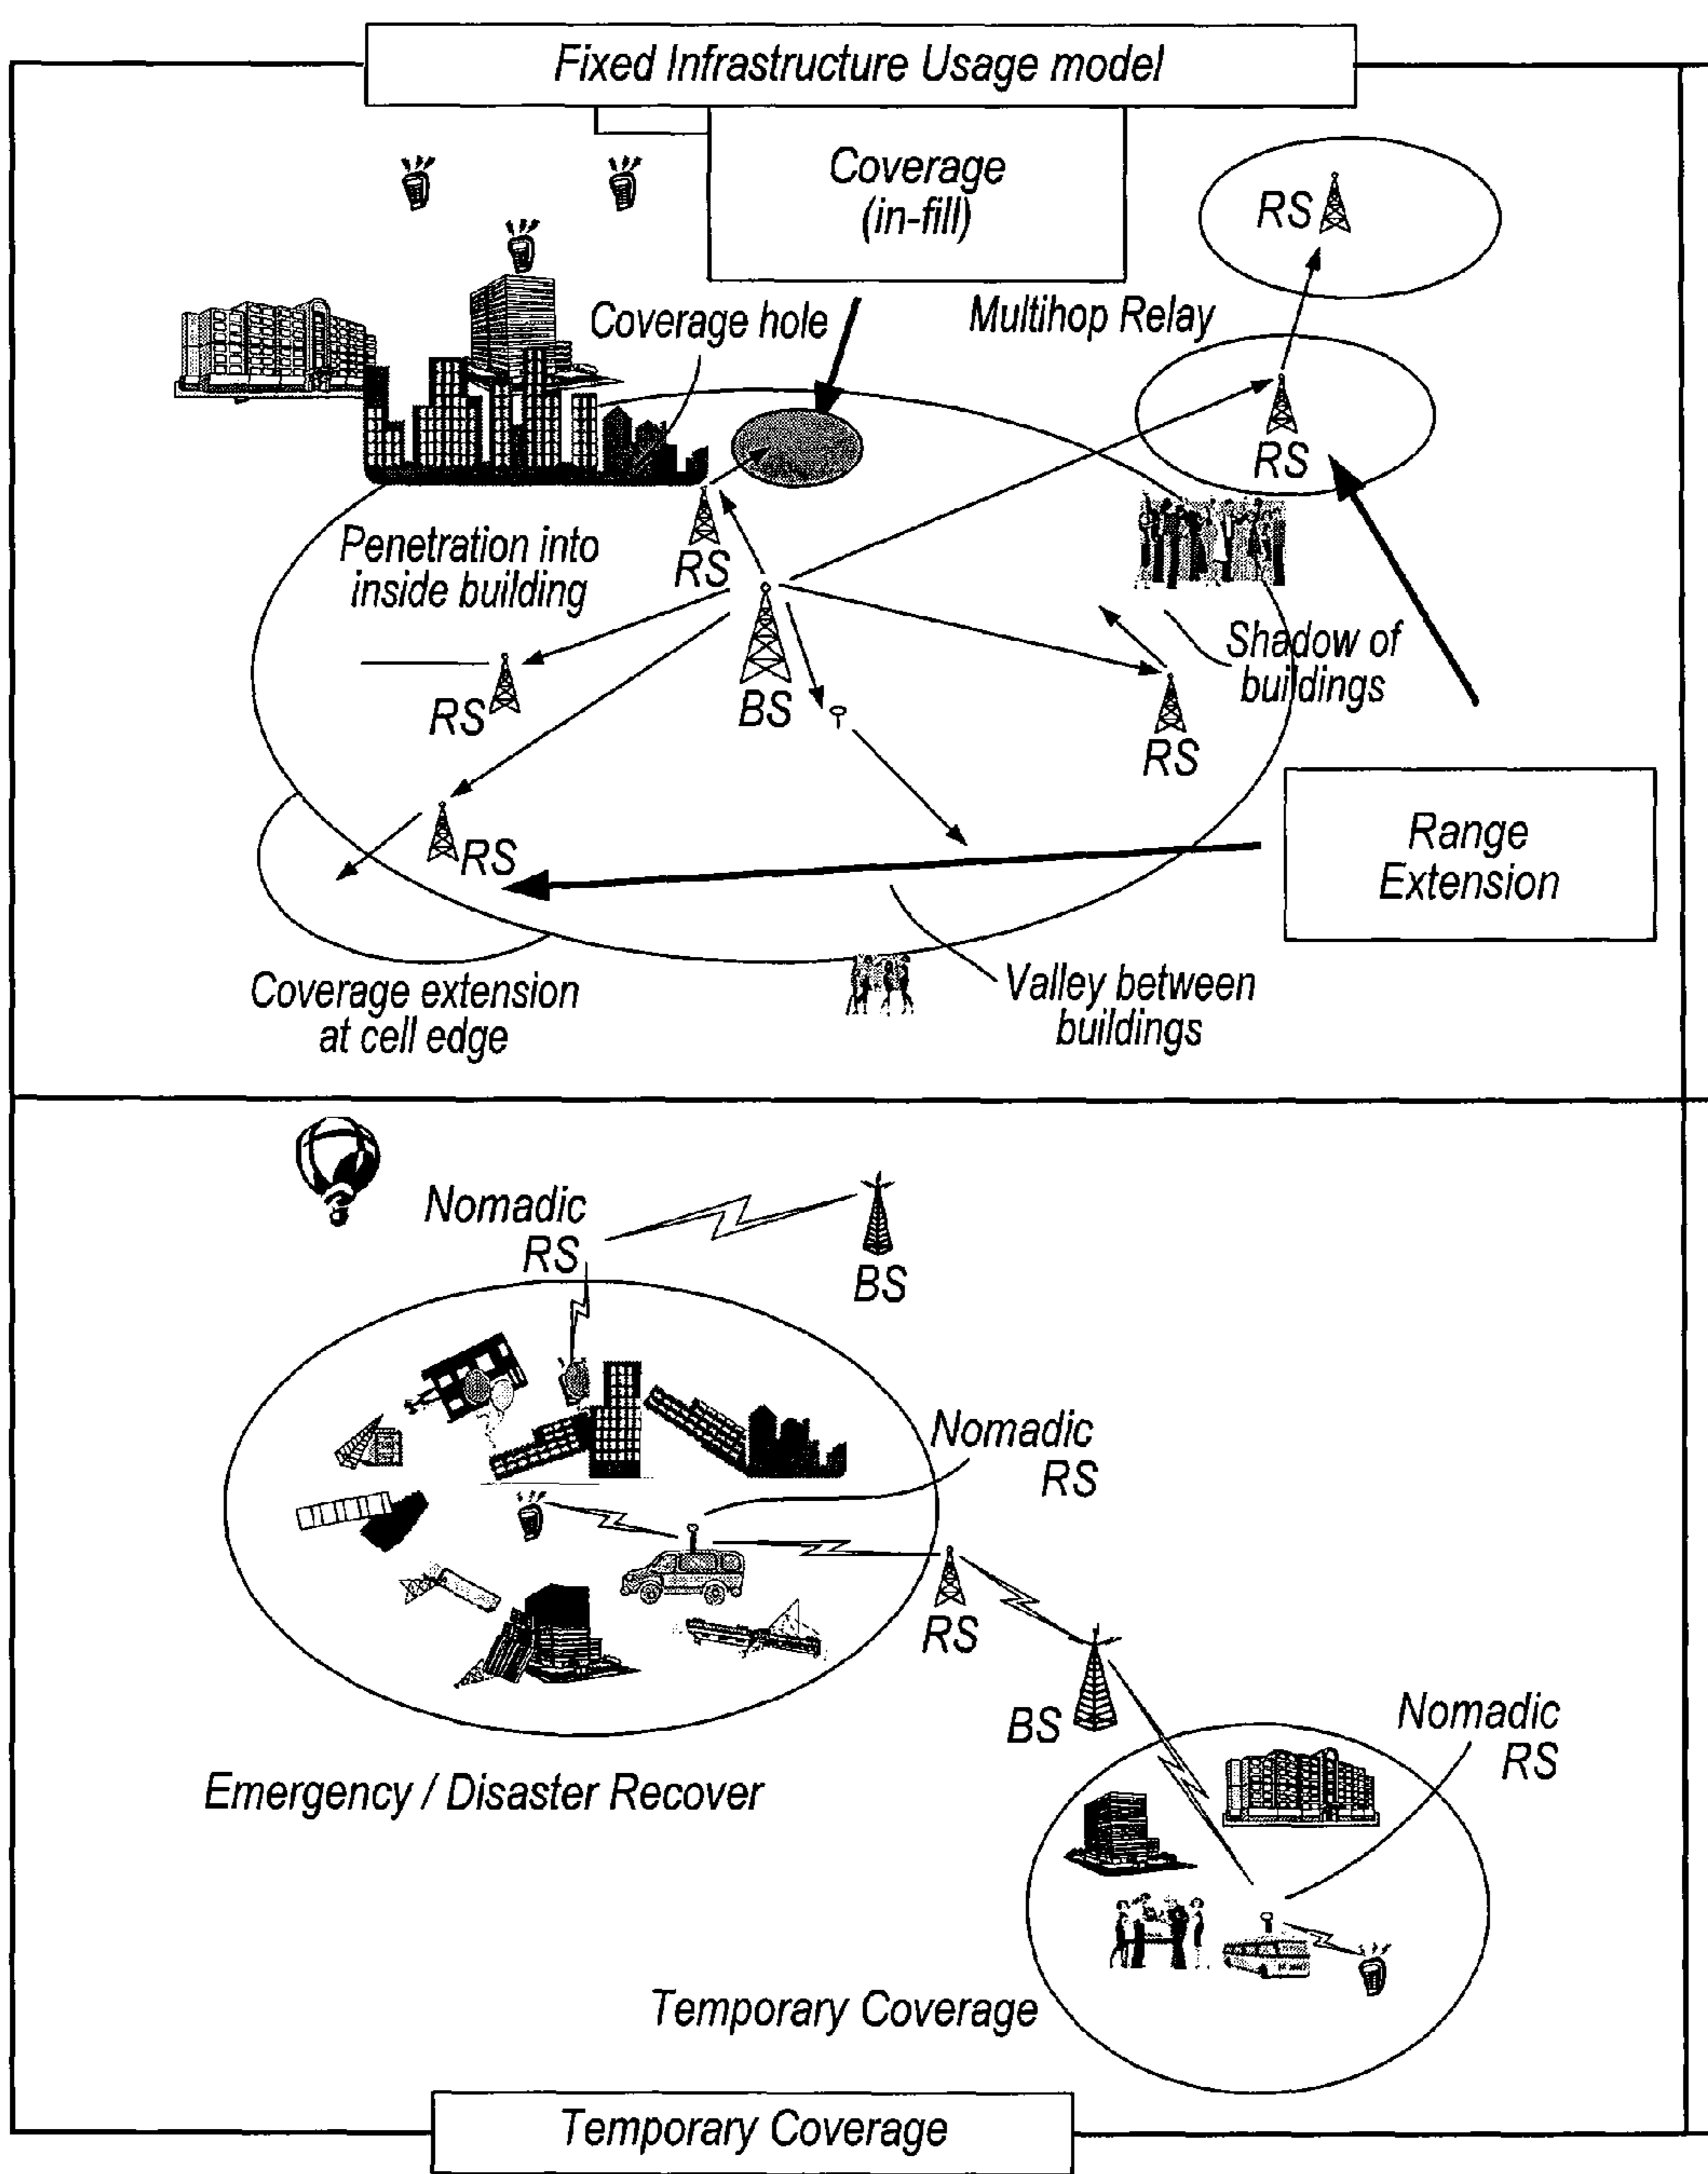 Fixed Infrastructure Usage model
Coverage
(in-fill)
RS
Coverage hole
Multihop Relay
RS
Penetration into
inside building
RS
Shadow of
buildings
RS
BS
RS
RS
Range
Extension
Coverage extension
at cell edge
Valley between
buildings
Nomadic
RS
BS
Nomadic
RS
RS
BS
Nomadic
RS
Emergency / Disaster Recover
Temporary Coverage
Temporary Coverage